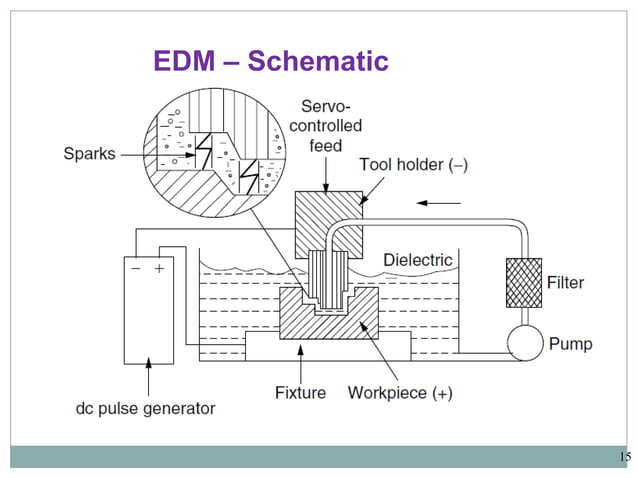 EDM – Schematic
Servo-
controlled
feed
Sparks
Tool holder (–)
Dielectric
– +
Filter
Pump
Fixture
Workpiece (+)
dc pulse generator
15